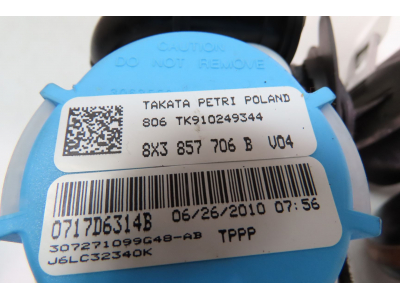 CAUTION
DO NOT REMOVE
TAKATA PETRI POLAND
806 TK910249344
8X3 857 706 B V04
0717D6314B 06/26/2010 07:56
307271099G48-AB TPPP
J6LC32340K